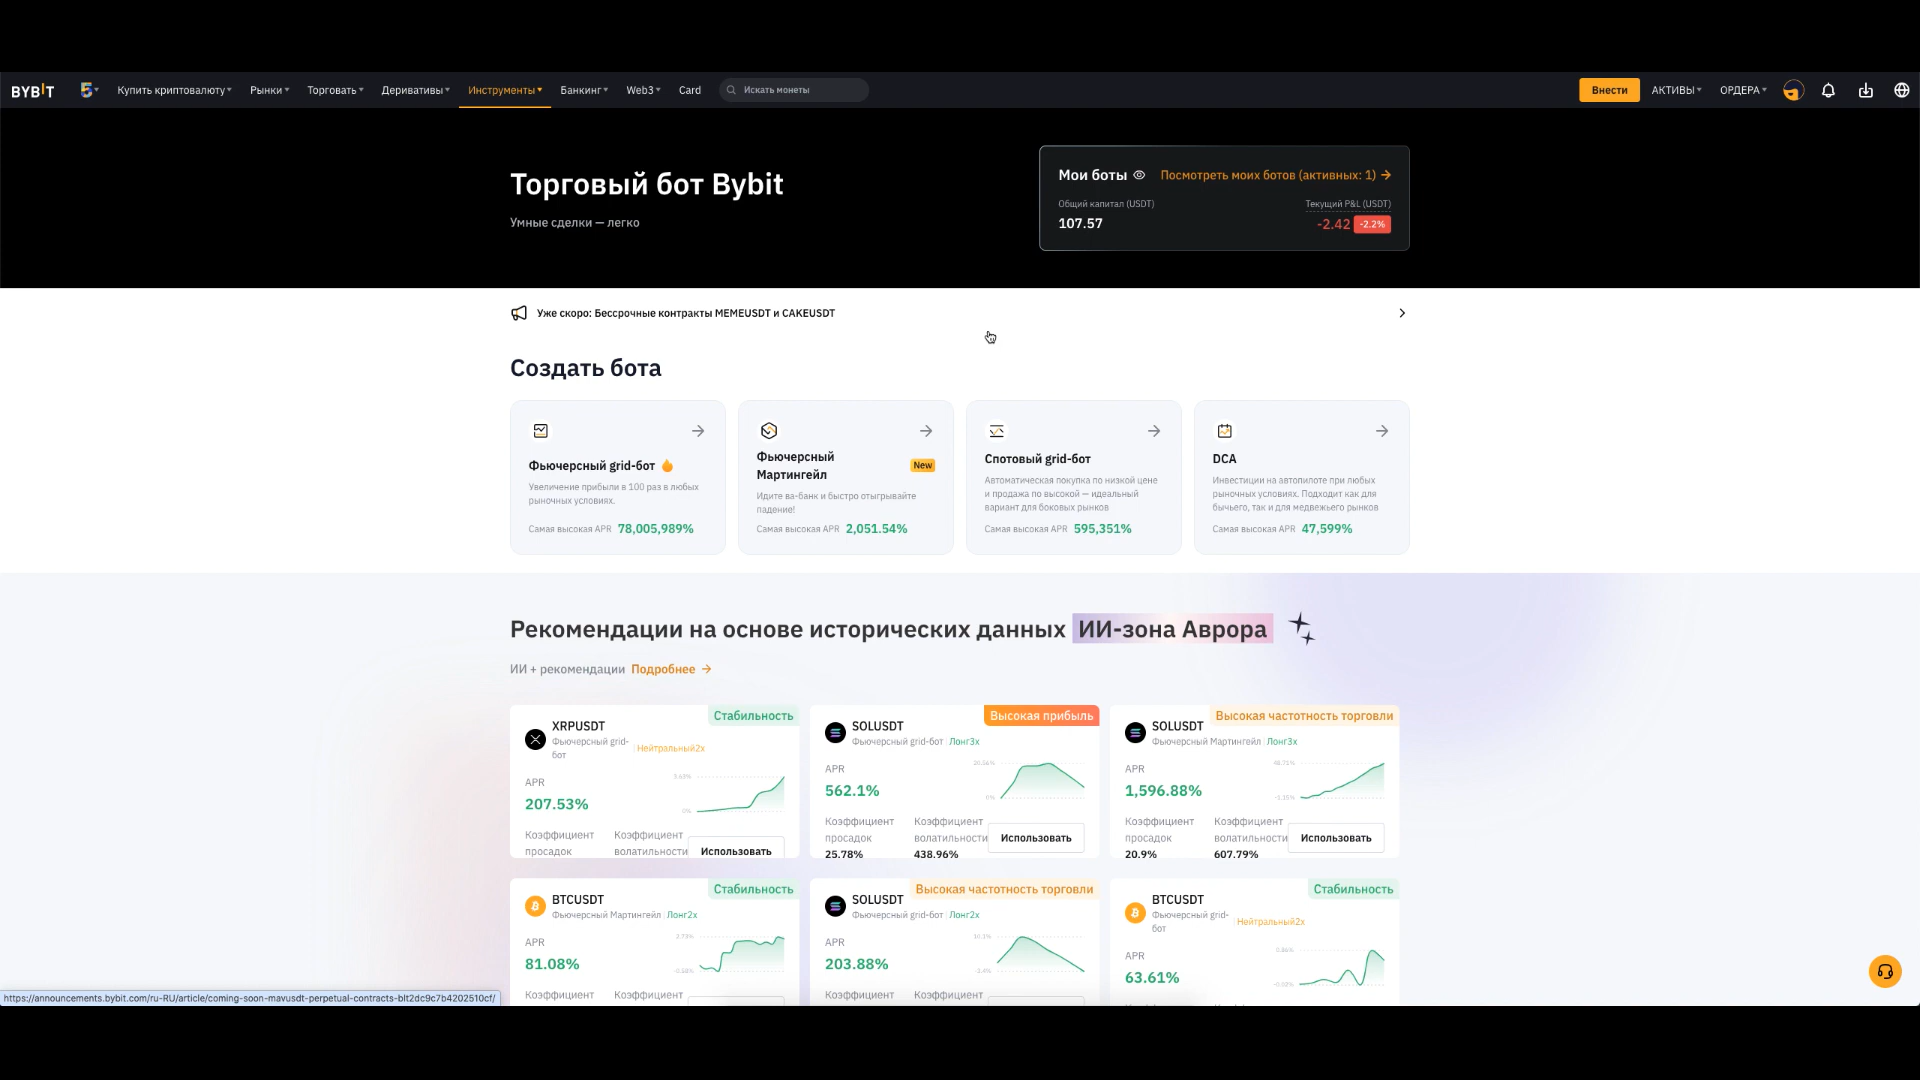 BYBIT
Купить криптовалюту Рынки Торговать Деривативы Инструменты Банкинг Web3 Card Искать монеты Внести АКТИВЫ ОРДЕРА
Торговый бот Bybit
Умные сделки — легко
Мои боты Посмотреть моих ботов (активных: 1)
Общий капитал (USDT) Текущий P&L (USDT)
107.57 -2.42 -2.2%
Уже скоро: Бессрочные контракты MEMEUSDT и CAKEUSDT
Создать бота
Фьючерсный grid-бот
Увеличение прибыли в 100 раз в любых
рыночных условиях.
Самая высокая APR 78,005,989%
Фьючерсный
Мартингейл New
Идите ва-банк и быстро отыгрывайте
падение!
Самая высокая APR 2,051.54%
Спотовый grid-бот
Автоматическая покупка по низкой цене
и продажа по высокой — идеальный
вариант для боковых рынков
Самая высокая APR 595,351%
DCA
Инвестиции на автопилоте при любых
рыночных условиях. Подходит как для
бычьего, так и для медвежьего рынков
Самая высокая APR 47,599%
Рекомендации на основе исторических данных ИИ-зона Аврора
ИИ + рекомендации Подробнее
XRPUSDT Стабильность
Фьючерсный grid-
бот Нейтральный2x
APR
207.53%
0%
Коэффициент Коэффициент
просадок волатильности Использовать
SOLUSDT Высокая прибыль
Фьючерсный grid-бот Лонг3x
APR
562.1%
0%
Коэффициент Коэффициент
просадок волатильности Использовать
25.78% 438.96%
SOLUSDT Высокая частотность торговли
Фьючерсный Мартингейл Лонг3x
APR
1,596.88%
Коэффициент Коэффициент
просадок волатильности Использовать
20.9% 607.79%
BTCUSDT Стабильность
Фьючерсный Мартингейл Лонг2x
APR
81.08%
Коэффициент Коэффициент
SOLUSDT Высокая частотность торговли
Фьючерсный grid-бот Лонг2x
APR
203.88%
Коэффициент Коэффициент
BTCUSDT Стабильность
Фьючерсный grid-
бот Нейтральный2x
APR
63.61%
https://announcements.bybit.com/ru-RU/article/coming-soon-mavusdt-perpetual-contracts-blt2dc9c7b4202510cf/